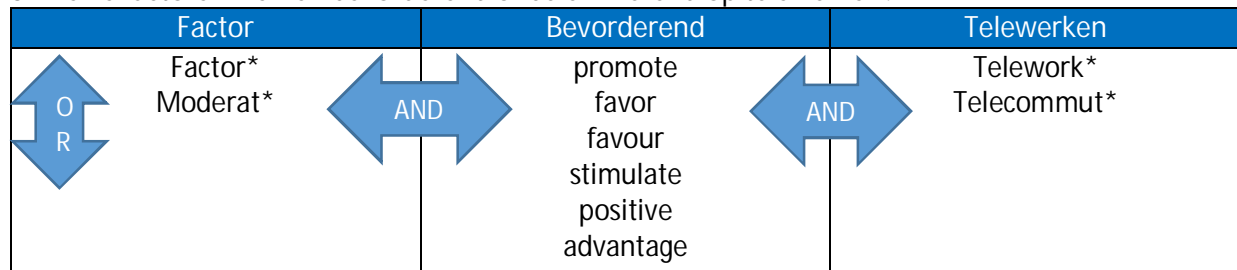 Factor Bevorderend Telewerken
Factor* promote Telework*
Moderat* favor Telecommut*
O R AND AND
favour
stimulate
positive
advantage